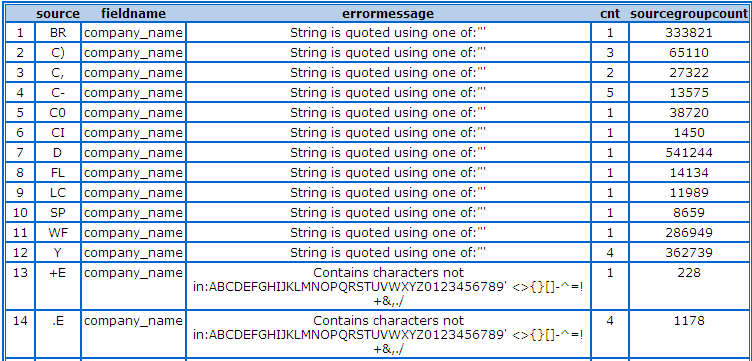 source fieldname errormessage cnt sourcegroupcount
1 BR company_name String is quoted using one of:"' 1 333821
2 C) company_name String is quoted using one of:"' 3 65110
3 C, company_name String is quoted using one of:"' 2 27322
4 C- company_name String is quoted using one of:"' 5 13575
5 C0 company_name String is quoted using one of:"' 1 38720
6 CI company_name String is quoted using one of:"' 1 1450
7 D company_name String is quoted using one of:"' 1 541244
8 FL company_name String is quoted using one of:"' 1 14134
9 LC company_name String is quoted using one of:"' 1 11989
10 SP company_name String is quoted using one of:"' 1 8659
11 WF company_name String is quoted using one of:"' 1 286949
12 Y company_name String is quoted using one of:"' 4 362739
13 +E company_name Contains characters not 1 228
in:ABCDEFGHIJKLMNOPQRSTUVWXYZ0123456789' <>{}[]-^=!
+&,./
14 .E company_name Contains characters not 4 1178
in:ABCDEFGHIJKLMNOPQRSTUVWXYZ0123456789' <>{}[]-^=!
+&,./